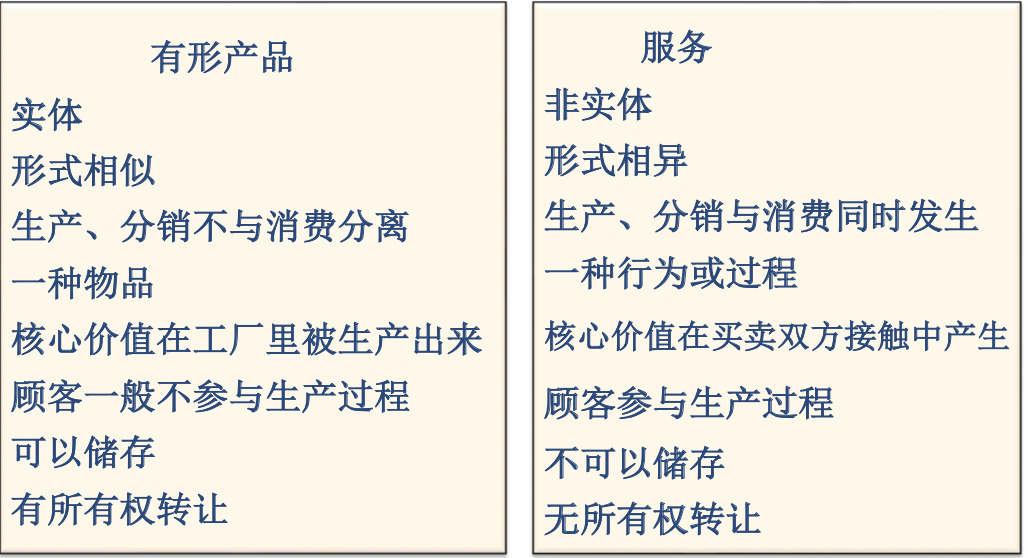 有形产品
实体
形式相似
生产、分销不与消费分离
一种物品
核心价值在工厂里被生产出来
顾客一般不参与生产过程
可以储存
有所有权转让
服务
非实体
形式相异
生产、分销与消费同时发生
一种行为或过程
核心价值在买卖双方接触中产生
顾客参与生产过程
不可以储存
无所有权转让